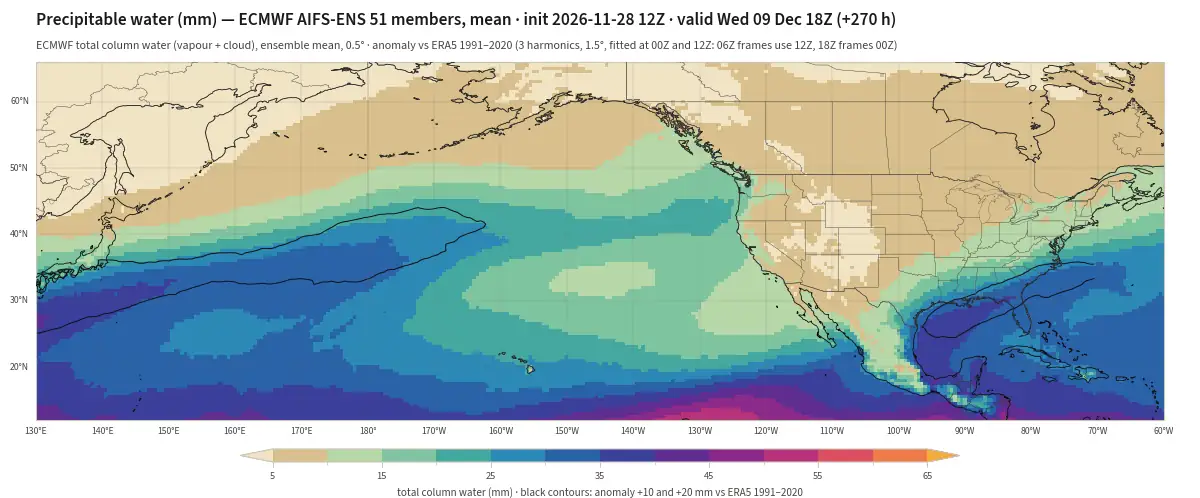 Precipitable water (mm) — ECMWF AIFS-ENS 51 members, mean · init 2026-11-28 12Z · valid Wed 09 Dec 18Z (+270 h)
ECMWF total column water (vapour + cloud), ensemble mean, 0.5° · anomaly vs ERA5 1991–2020 (3 harmonics, 1.5°, fitted at 00Z and 12Z: 06Z frames use 12Z, 18Z frames 00Z)
60°N
50°N
40°N
30°N
20°N
130°E 140°E 150°E 160°E 170°E 180° 170°W 160°W 150°W 140°W 130°W 120°W 110°W 100°W 90°W 80°W 70°W 60°W
5 15 25 35 45 55 65
total column water (mm) · black contours: anomaly +10 and +20 mm vs ERA5 1991–2020